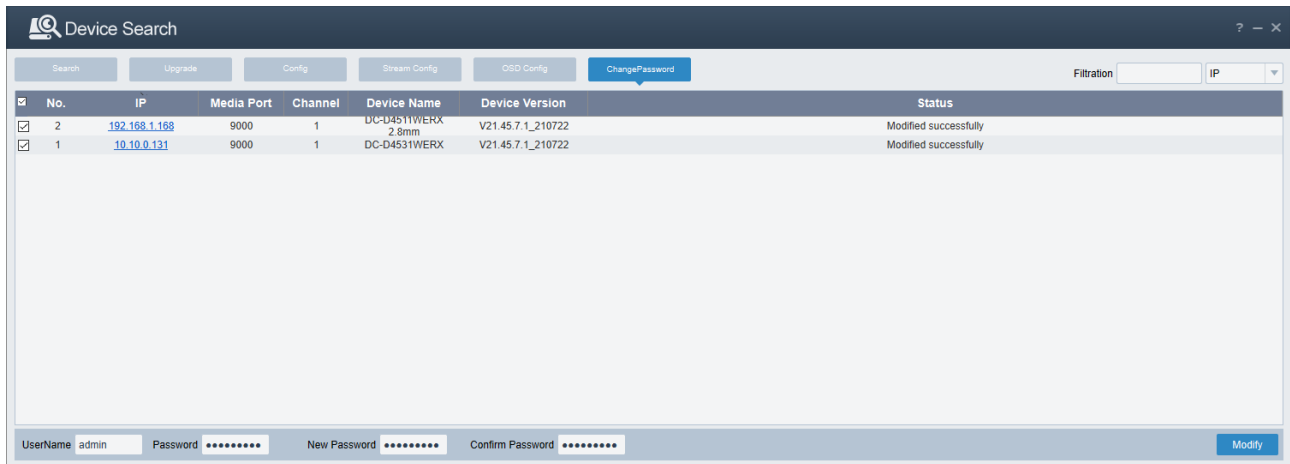 Device Search ? – ×
Search Upgrade Config Stream Config OSD Config ChangePassword Filtration IP
No. IP Media Port Channel Device Name Device Version Status
2 192.168.1.168 9000 1 DC-D4511WERX 2.8mm V21.45.7.1_210722 Modified successfully
1 10.10.0.131 9000 1 DC-D4531WERX V21.45.7.1_210722 Modified successfully
UserName admin Password ●●●●●●●●● New Password ●●●●●●●●● Confirm Password ●●●●●●●●● Modify